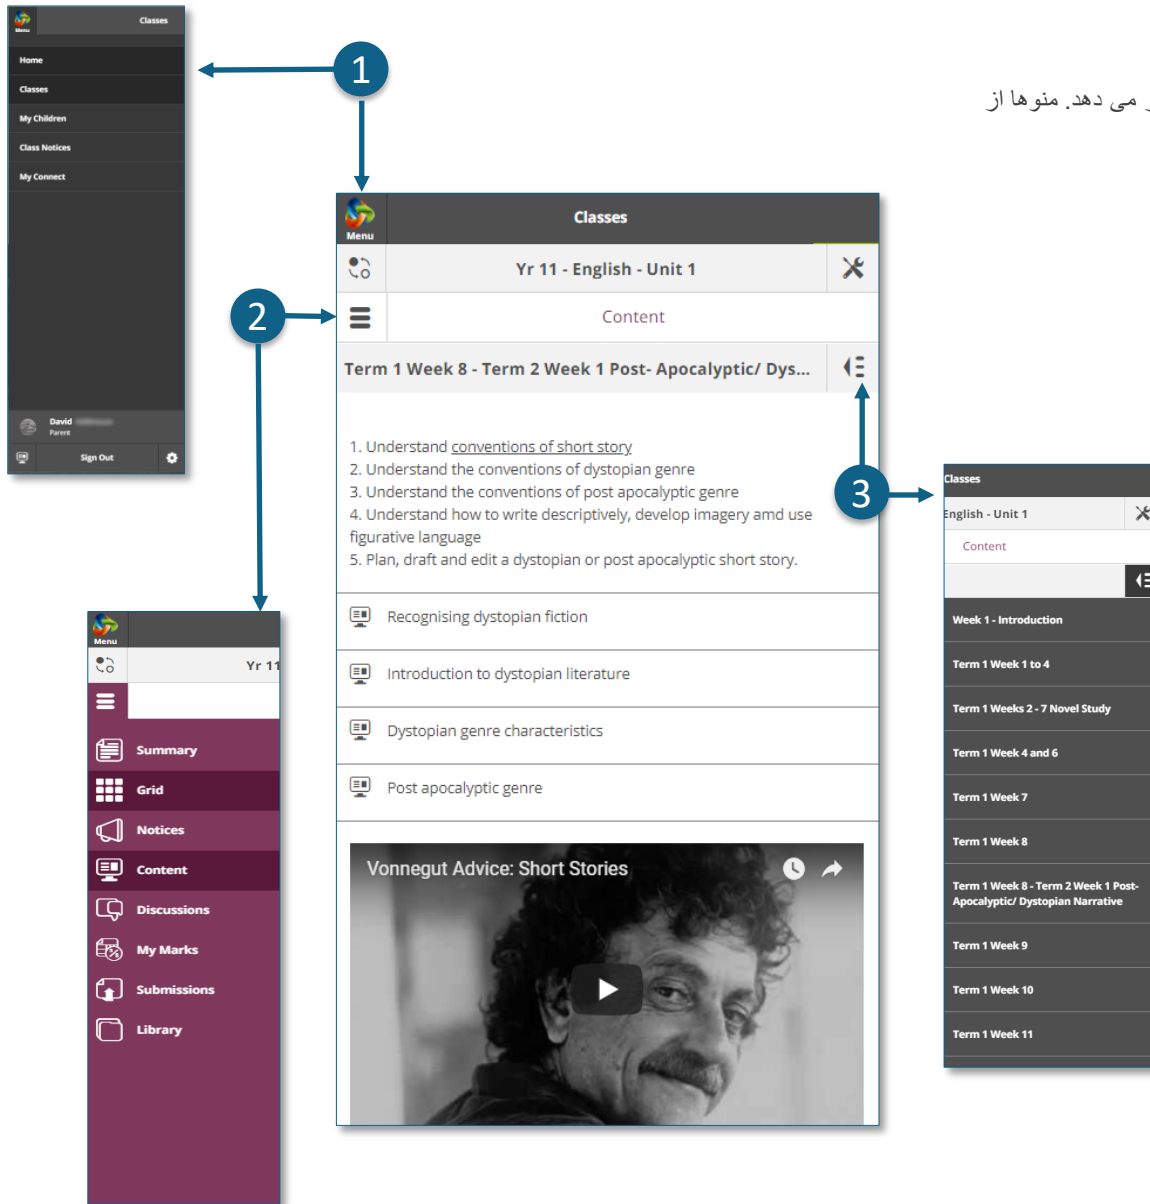 Menu
Classes
Home
Classes
My Children
Class Notices
My Connect
David
Parent
Sign Out
1
می دهد. منوها از
Menu
Classes
Yr 11 - English - Unit 1
2
Content
Term 1 Week 8 - Term 2 Week 1 Post- Apocalyptic/ Dys...
1. Understand conventions of short story
2. Understand the conventions of dystopian genre
3. Understand the conventions of post apocalyptic genre
4. Understand how to write descriptively, develop imagery amd use
figurative language
5. Plan, draft and edit a dystopian or post apocalyptic short story.
3
Recognising dystopian fiction
Introduction to dystopian literature
Dystopian genre characteristics
Post apocalyptic genre
Vonnegut Advice: Short Stories
Menu
Yr 11
Summary
Grid
Notices
Content
Discussions
My Marks
Submissions
Library
Classes
English - Unit 1
Content
Week 1 - Introduction
Term 1 Week 1 to 4
Term 1 Weeks 2 - 7 Novel Study
Term 1 Week 4 and 6
Term 1 Week 7
Term 1 Week 8
Term 1 Week 8 - Term 2 Week 1 Post-
Apocalyptic/ Dystopian Narrative
Term 1 Week 9
Term 1 Week 10
Term 1 Week 11